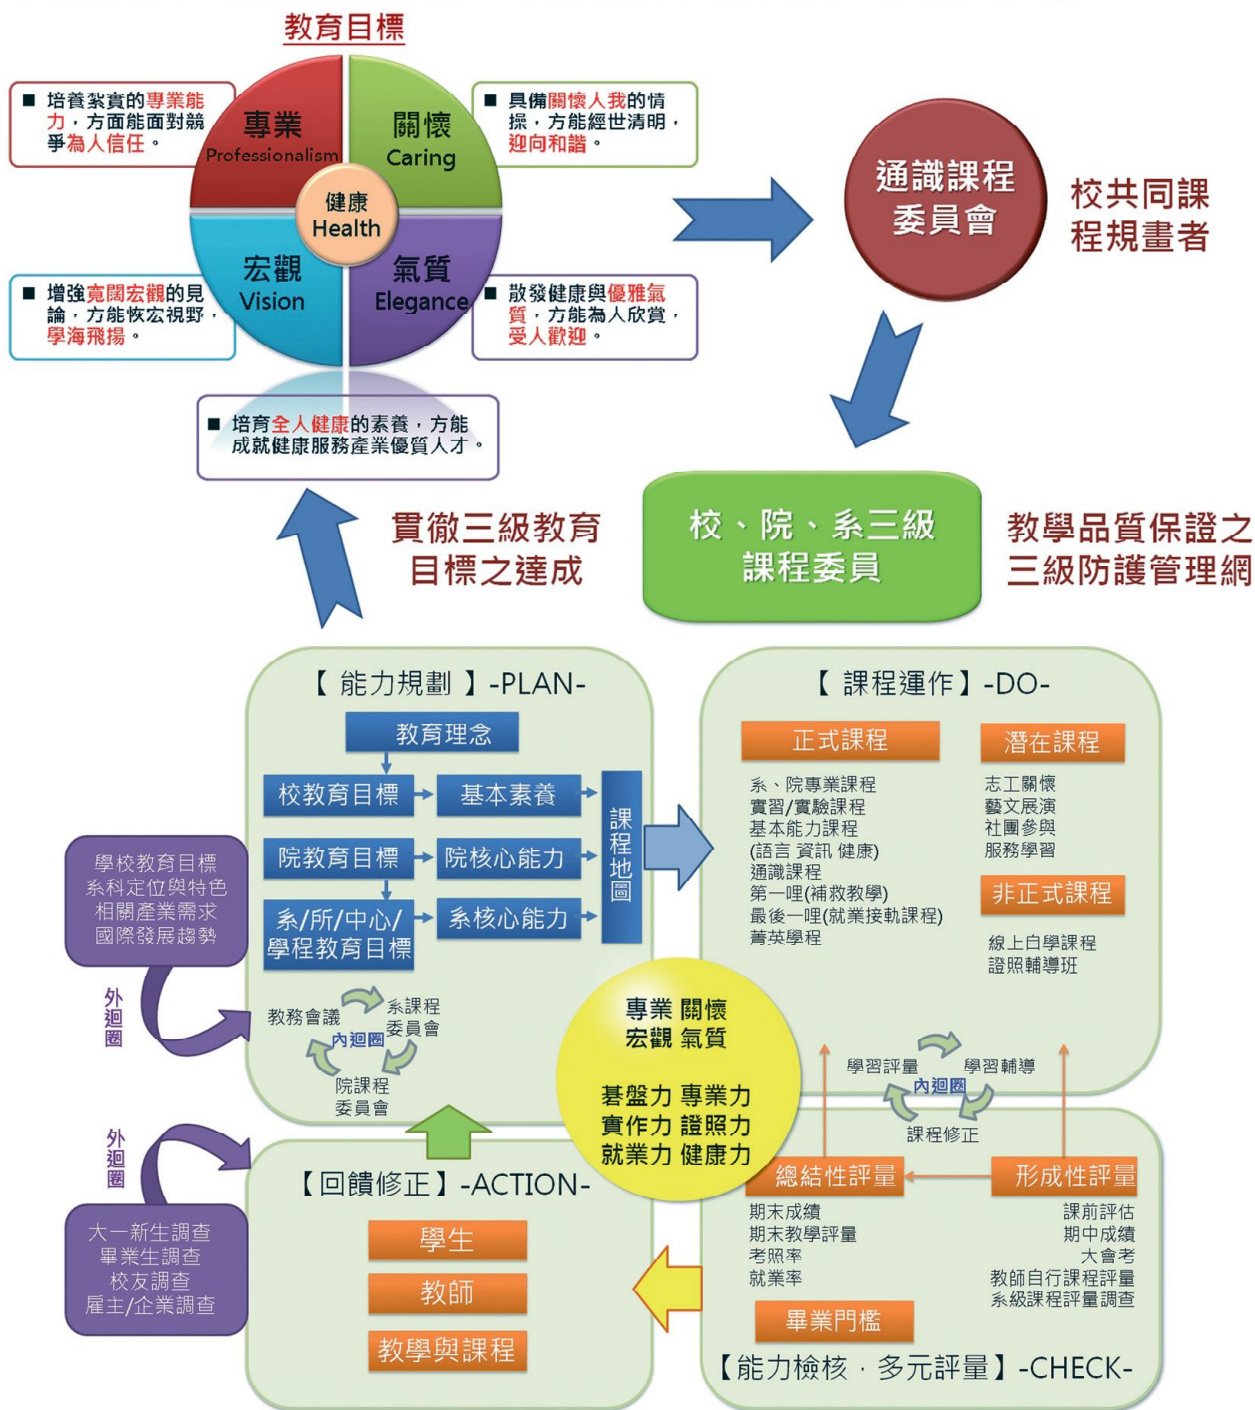 教育目標
■ 培養紮實的專業能
力，方面能面對競
爭為人信任。
專業
Professionalism
關懷
Caring
■ 具備關懷人我的情
操，方能經世清明，
迎向和諧。
健康
Health
■ 增強寬闊宏觀的見
論，方能恢宏視野，
學海飛揚。
宏觀
Vision
氣質
Elegance
■ 散發健康與優雅氣
質，方能為人欣賞，
受人歡迎。
■ 培育全人健康的素養，方能
成就健康服務產業優質人才。
通識課程
委員會
校共同課
程規畫者
貫徹三級教育
目標之達成
校、院、系三級
課程委員
教學品質保證之
三級防護管理網
【 能力規劃 】-PLAN-
教育理念
校教育目標
基本素養
院教育目標
院核心能力
系/所/中心/
學程教育目標
系核心能力
課程地圖
學校教育目標
系科定位與特色
相關產業需求
國際發展趨勢
外迴圈
教務會議
系課程
委員會
內迴圈
院課程
委員會
【 課程運作】-DO-
正式課程
系、院專業課程
實習/實驗課程
基本能力課程
(語言 資訊 健康)
通識課程
第一哩(補救教學)
最後一哩(就業接軌課程)
菁英學程
潛在課程
志工關懷
藝文展演
社團參與
服務學習
非正式課程
線上自學課程
證照輔導班
學習評量
學習輔導
內迴圈
課程修正
專業 關懷
宏觀 氣質
碁盤力 專業力
實作力 證照力
就業力 健康力
外迴圈
大一新生調查
畢業生調查
校友調查
雇主/企業調查
【回饋修正】-ACTION-
學生
教師
教學與課程
總結性評量
期末成績
期末教學評量
考照率
就業率
形成性評量
課前評估
期中成績
大會考
教師自行課程評量
系級課程評量調查
畢業門檻
【能力檢核．多元評量】-CHECK-